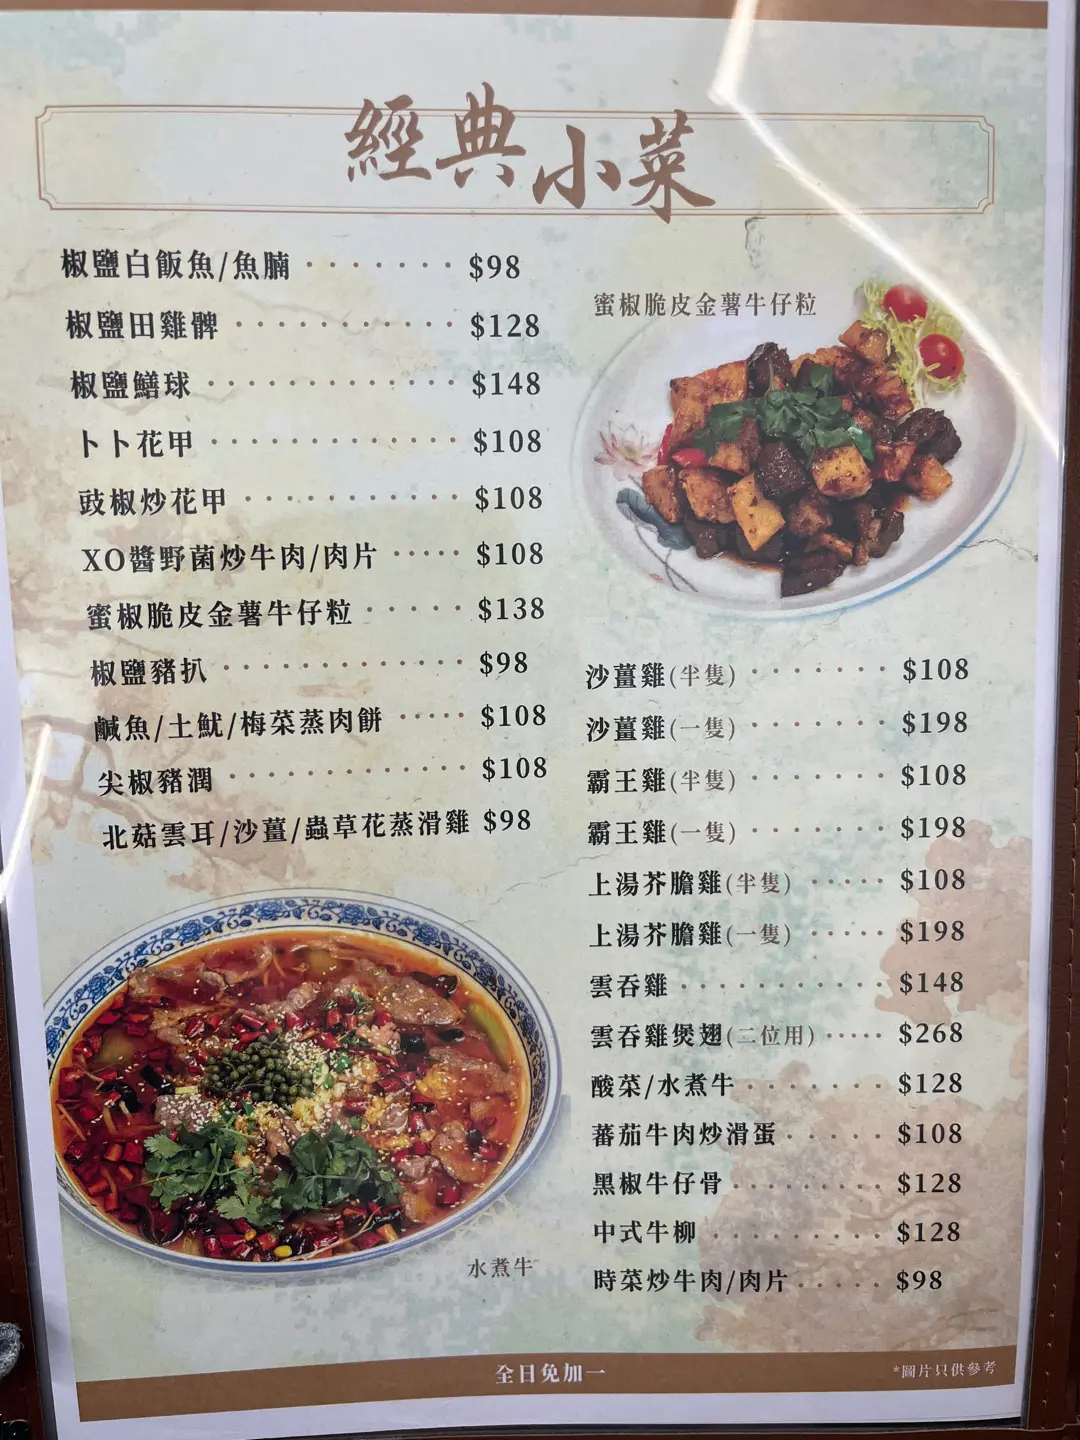 經典小菜
椒鹽白飯魚/魚腩 ······· $98
椒鹽田雞髀 ··········· $128
椒鹽鱔球 ············ $148
卜卜花甲 ············ $108
豉椒炒花甲 ·········· $108
XO醬野菌炒牛肉/肉片 ····· $108
蜜椒脆皮金薯牛仔粒 ····· $138
椒鹽豬扒 ············ $98
鹹魚/土魷/梅菜蒸肉餅 ····· $108
尖椒豬潤 ············ $108
北菇雲耳/沙薑/蟲草花蒸滑雞 $98
水煮牛
蜜椒脆皮金薯牛仔粒
沙薑雞(半隻) ······· $108
沙薑雞(一隻) ······· $198
霸王雞(半隻) ······· $108
霸王雞(一隻) ······· $198
上湯芥膽雞(半隻) ····· $108
上湯芥膽雞(一隻) ····· $198
雲吞雞 ··········· $148
雲吞雞煲翅(二位用) ····· $268
酸菜/水煮牛 ········ $128
蕃茄牛肉炒滑蛋 ······ $108
黑椒牛仔骨 ········· $128
中式牛柳 ·········· $128
時菜炒牛肉/肉片 ····· $98
全日免加一
*圖片只供參考